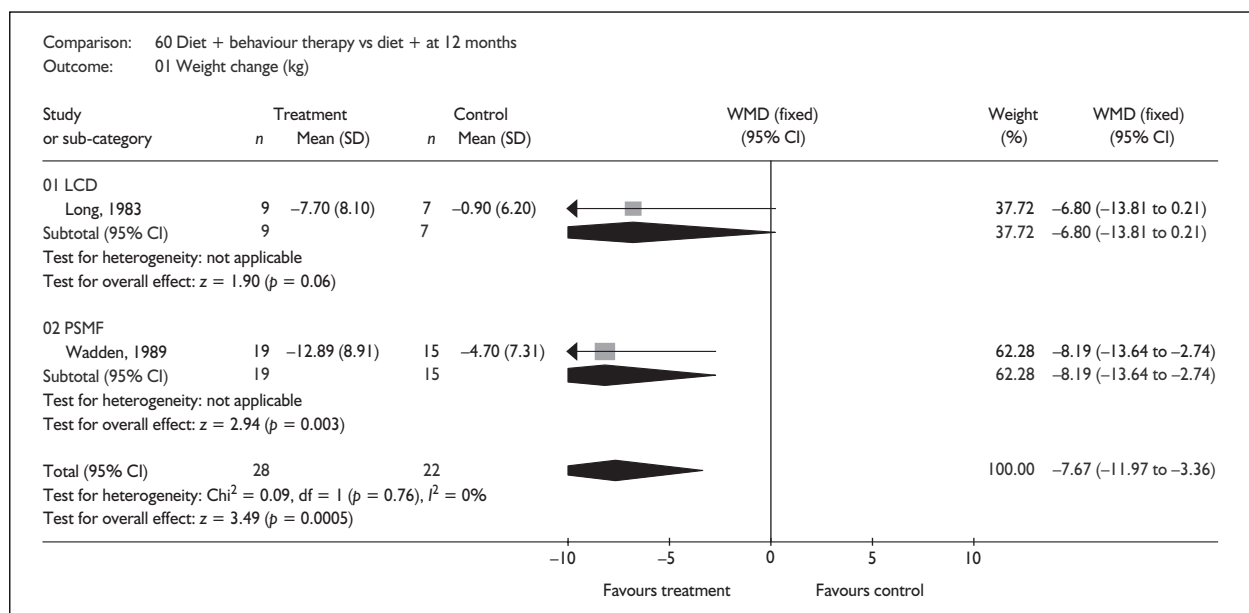 Comparison: 60 Diet + behaviour therapy vs diet + at 12 months
Outcome: 01 Weight change (kg)
Study Treatment Control WMD (fixed) Weight WMD (fixed)
or sub-category n Mean (SD) n Mean (SD) (95% CI) (%) (95% CI)
01 LCD
Long, 1983 9 –7.70 (8.10) 7 –0.90 (6.20) 37.72 –6.80 (–13.81 to 0.21)
Subtotal (95% CI) 9 7 37.72 –6.80 (–13.81 to 0.21)
Test for heterogeneity: not applicable
Test for overall effect: z = 1.90 (p = 0.06)
02 PSMF
Wadden, 1989 19 –12.89 (8.91) 15 –4.70 (7.31) 62.28 –8.19 (–13.64 to –2.74)
Subtotal (95% CI) 19 15 62.28 –8.19 (–13.64 to –2.74)
Test for heterogeneity: not applicable
Test for overall effect: z = 2.94 (p = 0.003)
Total (95% CI) 28 22 100.00 –7.67 (–11.97 to –3.36)
Test for heterogeneity: Chi² = 0.09, df = 1 (p = 0.76), I² = 0%
Test for overall effect: z = 3.49 (p = 0.0005)
–10 –5 0 5 10
Favours treatment Favours control